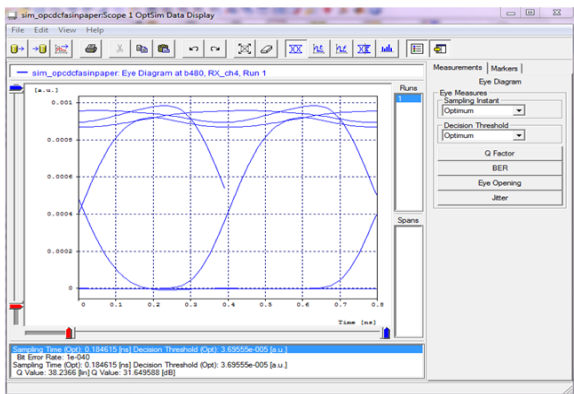 sim_opcdcfasinpaper:Scope 1 OptSim Data Display
File Edit View Help
sim_opcdcfasinpaper: Eye Diagram at b480, RX_ch4, Run 1
[a.u.]
0.001
0.0008
0.0006
0.0004
0.0002
0
0 0.1 0.2 0.3 0.4 0.5 0.6 0.7 0.8
Time [ns]
Runs
1
Spans
Measurements Markers
Eye Diagram
Eye Measures
Sampling Instant
Optimum
Decision Threshold
Optimum
Q Factor
BER
Eye Opening
Jitter
Sampling Time (Opt): 0.184615 [ns] Decision Threshold (Opt): 3.69555e-005 [a.u.]
Bit Error Rate: 1e-040
Sampling Time (Opt): 0.184615 [ns] Decision Threshold (Opt): 3.69555e-005 [a.u.]
Q Value: 38.2366 [lin] Q Value: 31.649588 [dB]